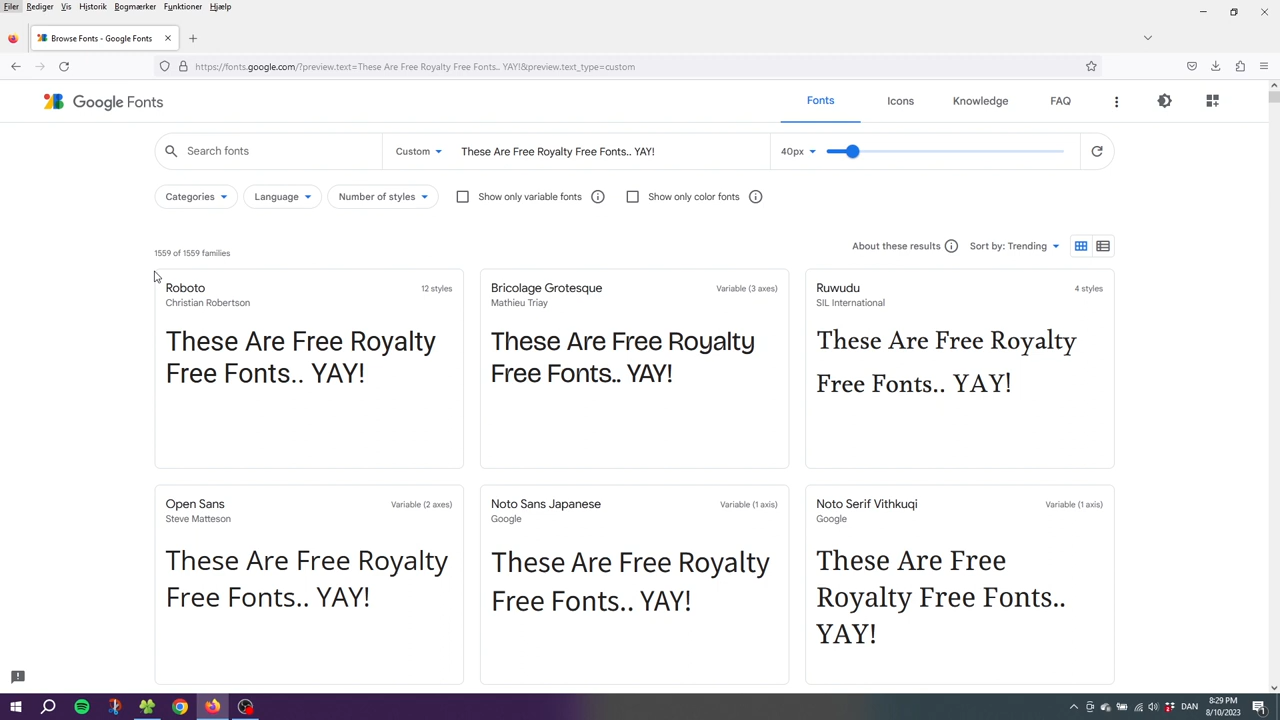 Filer Rediger Vis Historik Bogmærker Funktioner Hjælp
Browse Fonts - Google Fonts
https://fonts.google.com/?preview.text=These Are Free Royalty Free Fonts.. YAY!&preview.text_type=custom
Google Fonts Fonts Icons Knowledge FAQ
Search fonts Custom These Are Free Royalty Free Fonts.. YAY! 40px
Categories Language Number of styles Show only variable fonts Show only color fonts
1559 of 1559 families About these results Sort by: Trending
Roboto 12 styles
Christian Robertson
These Are Free Royalty
Free Fonts.. YAY!
Bricolage Grotesque Variable (3 axes)
Mathieu Triay
These Are Free Royalty
Free Fonts.. YAY!
Ruwudu 4 styles
SIL International
These Are Free Royalty
Free Fonts.. YAY!
Open Sans Variable (2 axes)
Steve Matteson
These Are Free Royalty
Free Fonts.. YAY!
Noto Sans Japanese Variable (1 axis)
Google
These Are Free Royalty
Free Fonts.. YAY!
Noto Serif Vithkuqi Variable (1 axis)
Google
These Are Free
Royalty Free Fonts..
YAY!
DAN 8:29 PM
8/10/2023